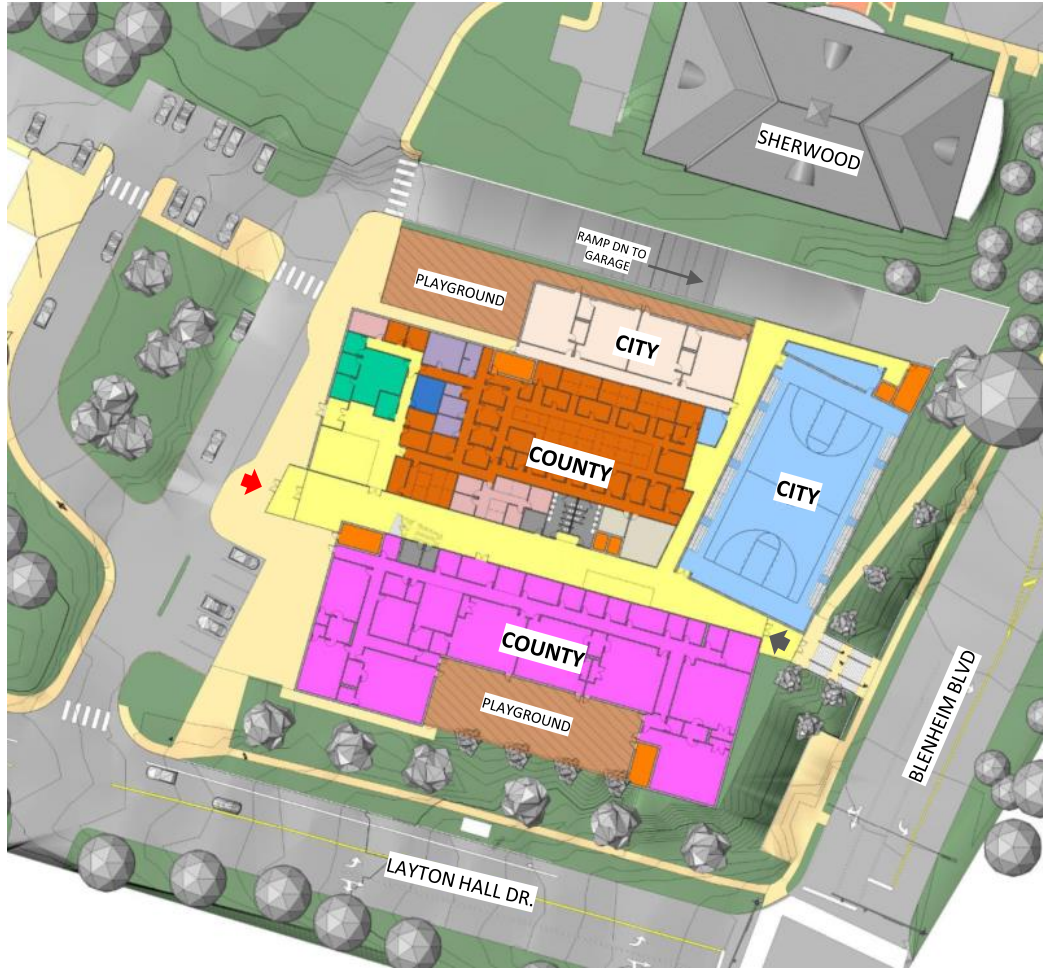 SHERWOOD
RAMP DN TO
GARAGE
PLAYGROUND
CITY
COUNTY
CITY
COUNTY
PLAYGROUND
BLENHEIM BLVD
LAYTON HALL DR.